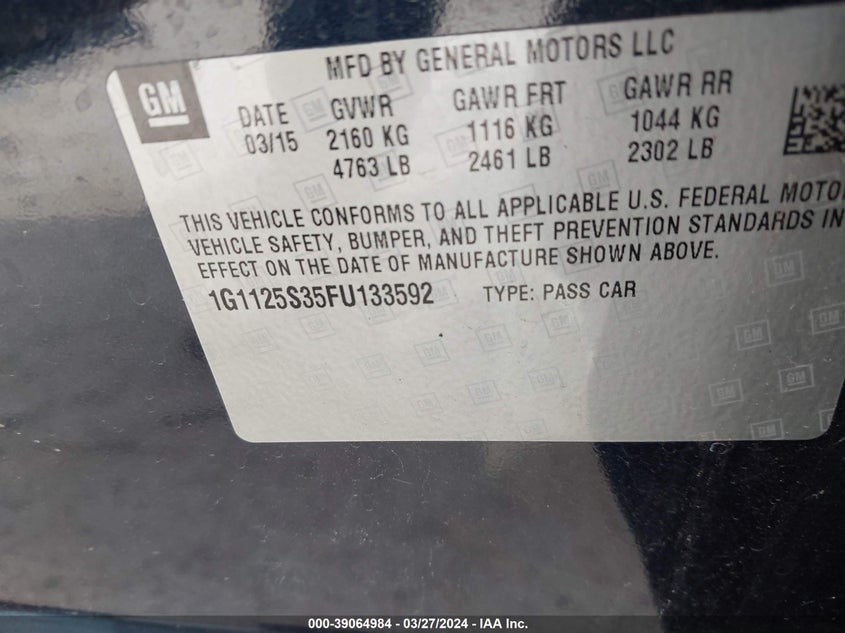 MFD BY GENERAL MOTORS LLC
GM
DATE GVWR GAWR FRT GAWR RR
03/15 2160 KG 1116 KG 1044 KG
4763 LB 2461 LB 2302 LB
THIS VEHICLE CONFORMS TO ALL APPLICABLE U.S. FEDERAL MOTOR
VEHICLE SAFETY, BUMPER, AND THEFT PREVENTION STANDARDS IN
EFFECT ON THE DATE OF MANUFACTURE SHOWN ABOVE.
1G1125S35FU133592 TYPE: PASS CAR
000-39064984 - 03/27/2024 - IAA Inc.